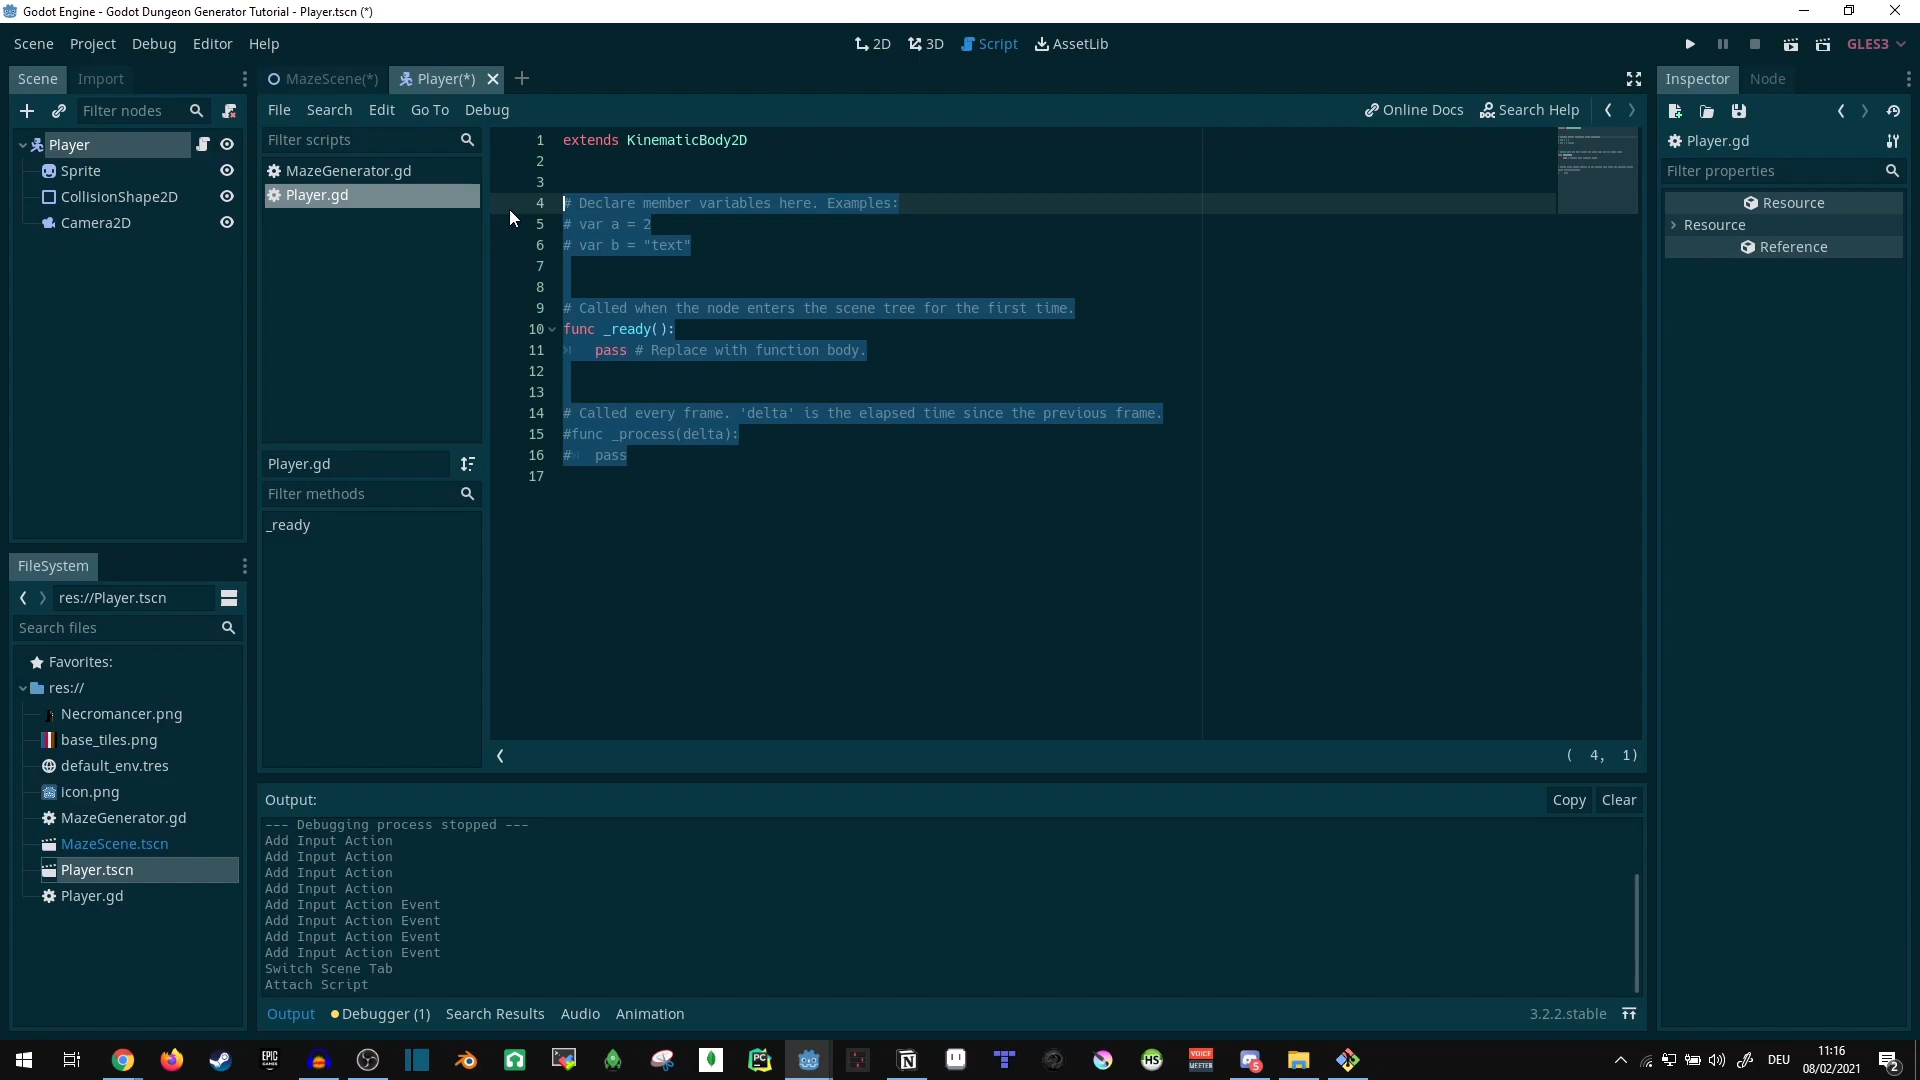 Godot Engine - Godot Dungeon Generator Tutorial - Player.tscn (*)
Scene Project Debug Editor Help
2D 3D Script AssetLib
GLES3
Scene Import
MazeScene(*) Player(*)
Inspector Node
Filter nodes
File Search Edit Go To Debug
Online Docs Search Help
Player
Sprite
CollisionShape2D
Camera2D
Filter scripts
MazeGenerator.gd
Player.gd
1 extends KinematicBody2D
2
3
4 # Declare member variables here. Examples:
5 # var a = 2
6 # var b = "text"
7
8
9 # Called when the node enters the scene tree for the first time.
10 func _ready():
11 pass # Replace with function body.
12
13
14 # Called every frame. 'delta' is the elapsed time since the previous frame.
15 #func _process(delta):
16 # pass
17
Player.gd
Filter properties
Resource
Resource
Reference
Player.gd
Filter methods
_ready
( 4, 1)
FileSystem
res://Player.tscn
Search files
Favorites:
res://
Necromancer.png
base_tiles.png
default_env.tres
icon.png
MazeGenerator.gd
MazeScene.tscn
Player.tscn
Player.gd
Output:
Copy Clear
--- Debugging process stopped ---
Add Input Action
Add Input Action
Add Input Action
Add Input Action
Add Input Action Event
Add Input Action Event
Add Input Action Event
Add Input Action Event
Switch Scene Tab
Attach Script
Output Debugger (1) Search Results Audio Animation
3.2.2.stable
EPIC GAMES
PC
HS
VOICE MEETER
5
DEU
11:16
08/02/2021
2